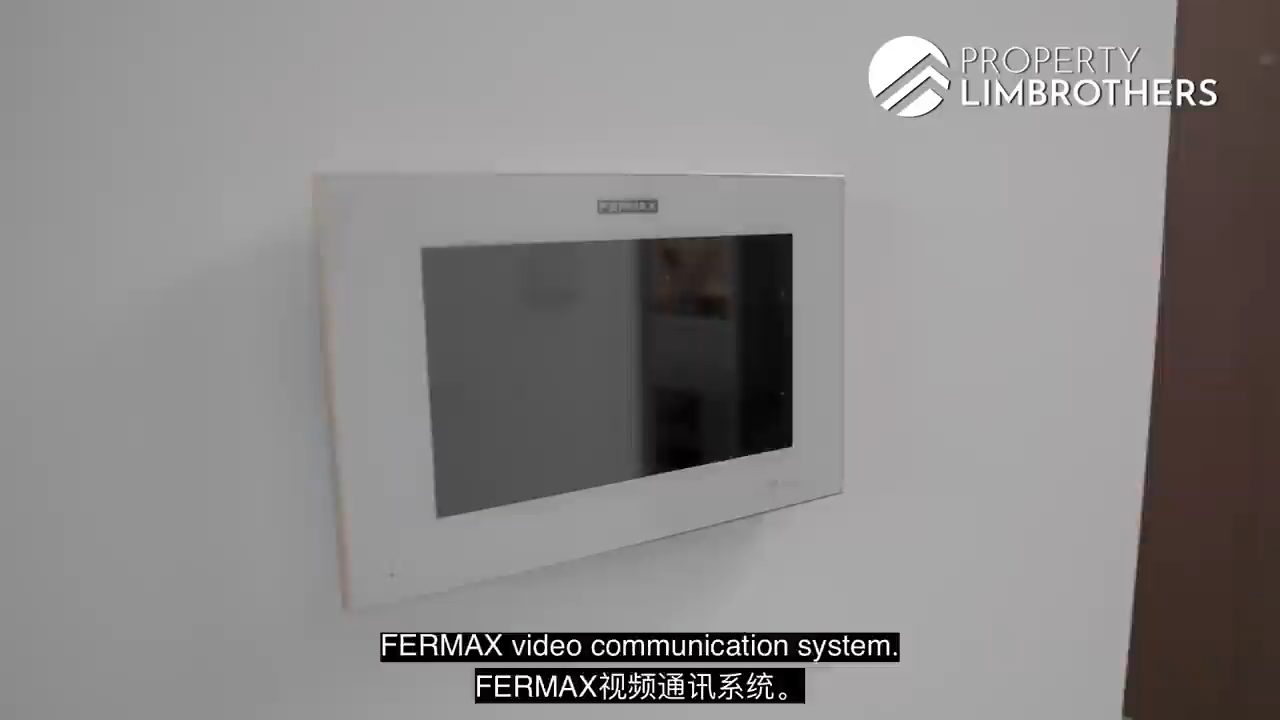 PROPERTY
LIMBROTHERS
FERMAX
FERMAX video communication system.
FERMAX视频通讯系统。